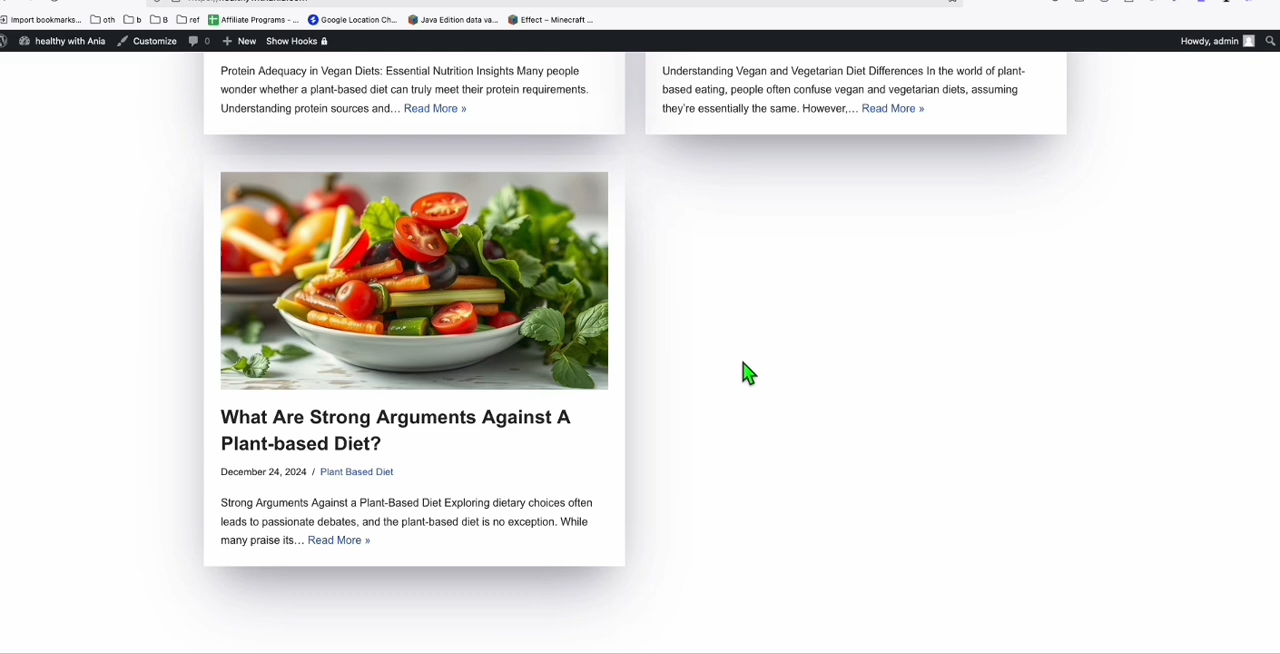 Import bookmarks... oth b B ref Affiliate Programs - ... Google Location Ch... Java Edition data va... Effect – Minecraft ...
healthy with Ania Customize 0 New Show Hooks Howdy, admin
Protein Adequacy in Vegan Diets: Essential Nutrition Insights Many people
wonder whether a plant-based diet can truly meet their protein requirements.
Understanding protein sources and… Read More »
Understanding Vegan and Vegetarian Diet Differences In the world of plant-
based eating, people often confuse vegan and vegetarian diets, assuming
they're essentially the same. However,… Read More »
What Are Strong Arguments Against A
Plant-based Diet?
December 24, 2024 / Plant Based Diet
Strong Arguments Against a Plant-Based Diet Exploring dietary choices often
leads to passionate debates, and the plant-based diet is no exception. While
many praise its… Read More »